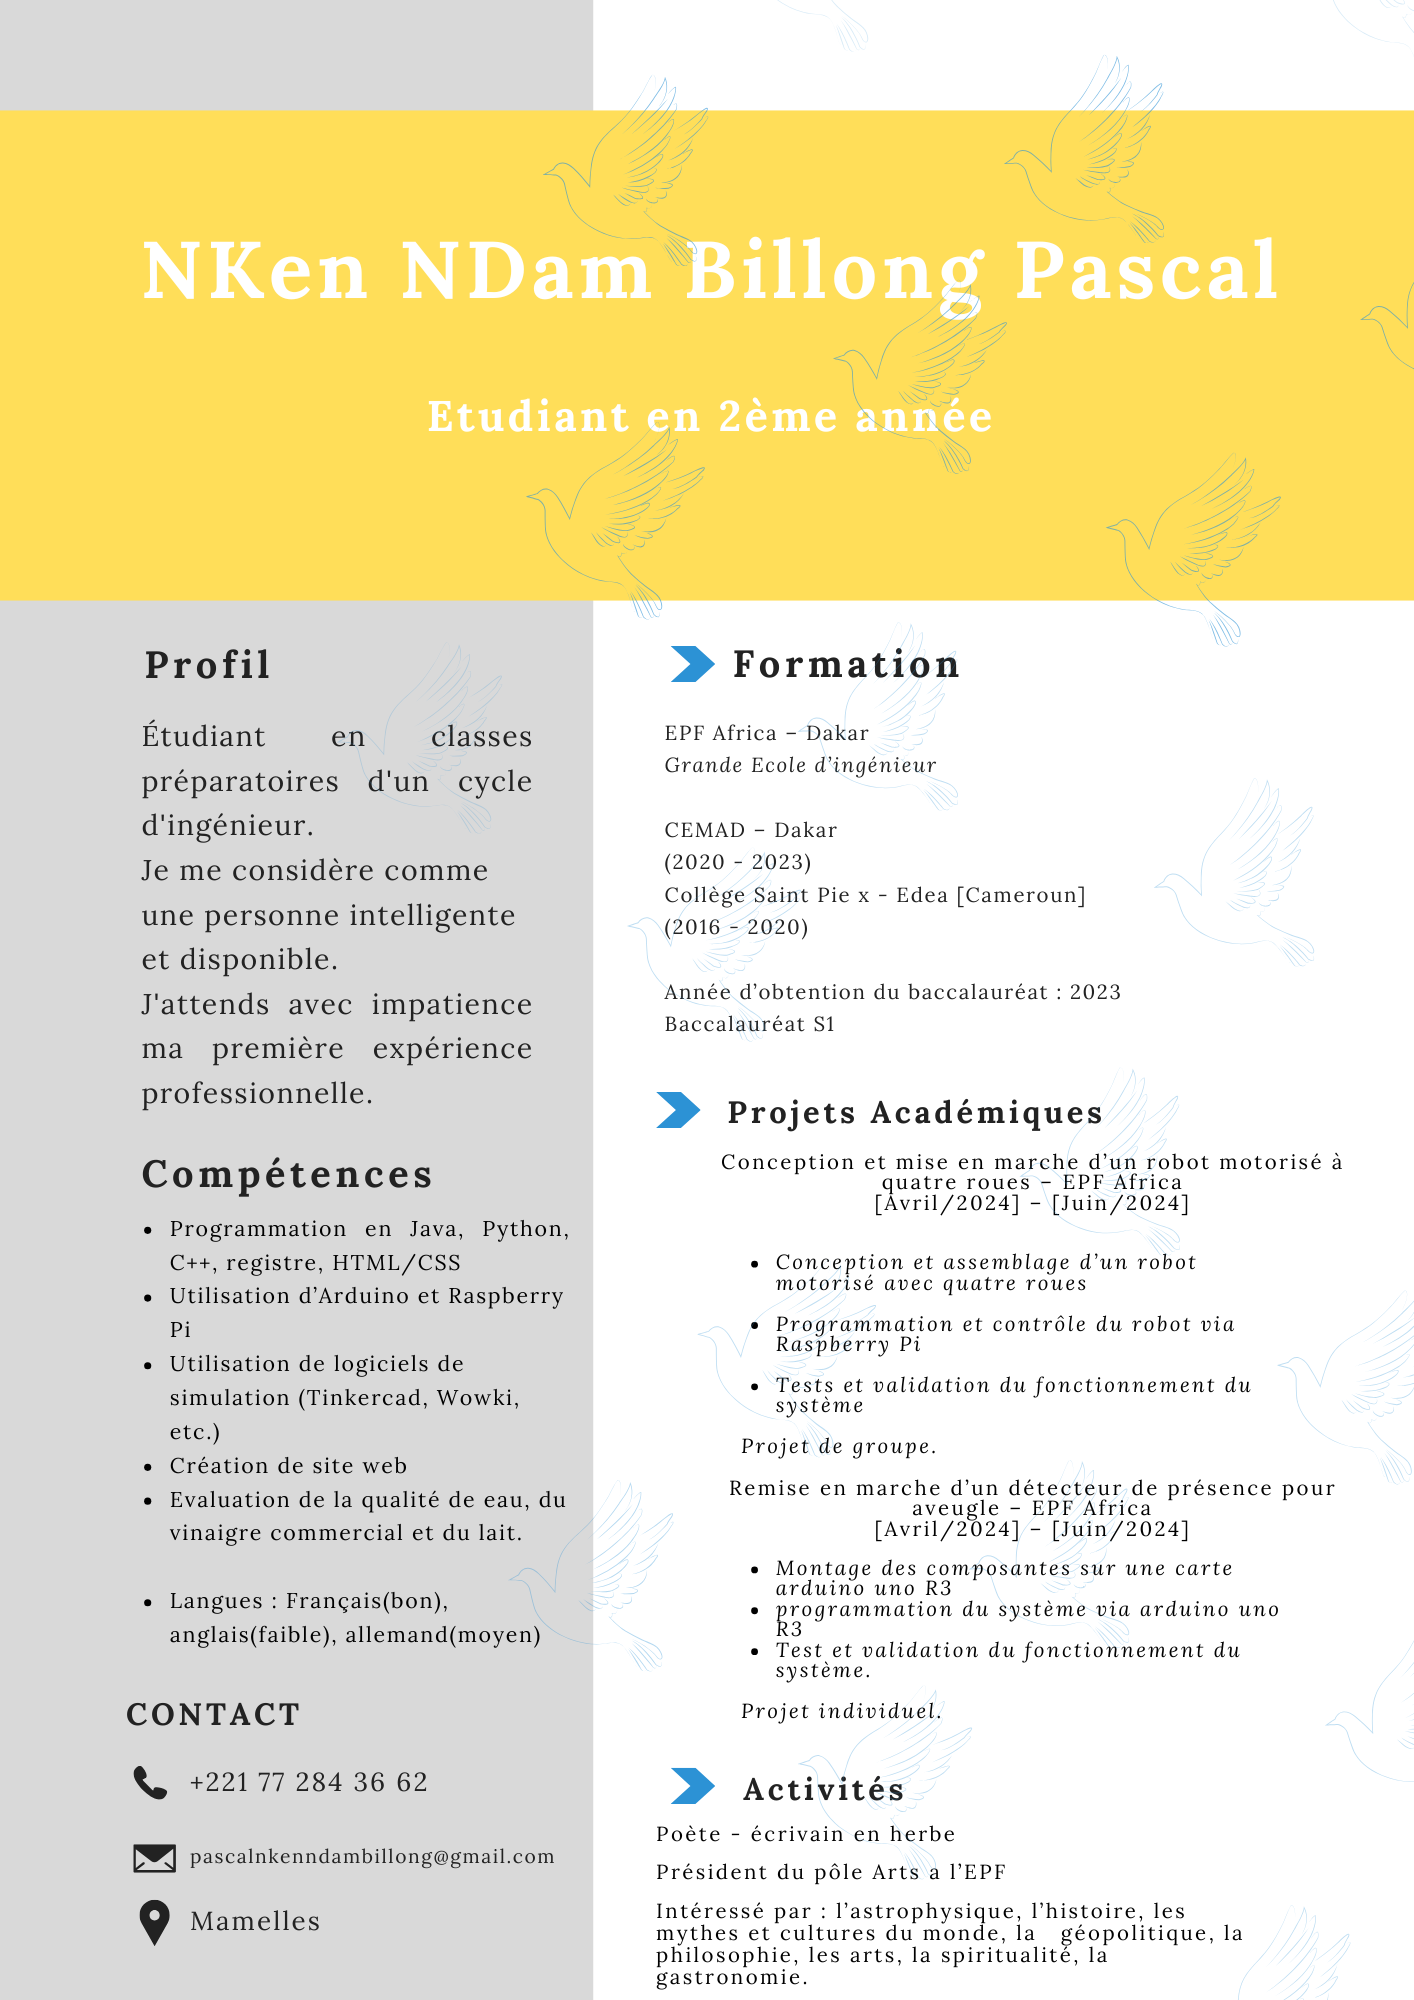 NKen NDam Billong Pascal
Etudiant en 2ème année
Profil
Étudiant en classes
préparatoires d'un cycle
d'ingénieur.
Je me considère comme
une personne intelligente
et disponible.
J'attends avec impatience
ma première expérience
professionnelle.
Compétences
• Programmation en Java, Python,
C++, registre, HTML/CSS
• Utilisation d’Arduino et Raspberry
Pi
• Utilisation de logiciels de
simulation (Tinkercad, Wowki,
etc.)
• Création de site web
• Evaluation de la qualité de eau, du
vinaigre commercial et du lait.
• Langues : Français(bon),
anglais(faible), allemand(moyen)
CONTACT
+221 77 284 36 62
pascalnkenndambillong@gmail.com
Mamelles
Formation
EPF Africa – Dakar
Grande Ecole d’ingénieur
CEMAD – Dakar
(2020 - 2023)
Collège Saint Pie x - Edea [Cameroun]
(2016 - 2020)
Année d’obtention du baccalauréat : 2023
Baccalauréat S1
Projets Académiques
Conception et mise en marche d’un robot motorisé à
quatre roues – EPF Africa
[Avril/2024] – [Juin/2024]
• Conception et assemblage d’un robot
motorisé avec quatre roues
• Programmation et contrôle du robot via
Raspberry Pi
• Tests et validation du fonctionnement du
système
Projet de groupe.
Remise en marche d’un détecteur de présence pour
aveugle – EPF Africa
[Avril/2024] – [Juin/2024]
• Montage des composantes sur une carte
arduino uno R3
• programmation du système via arduino uno
R3
• Test et validation du fonctionnement du
système.
Projet individuel.
Activités
Poète - écrivain en herbe
Président du pôle Arts a l’EPF
Intéressé par : l’astrophysique, l’histoire, les
mythes et cultures du monde, la géopolitique, la
philosophie, les arts, la spiritualité, la
gastronomie.